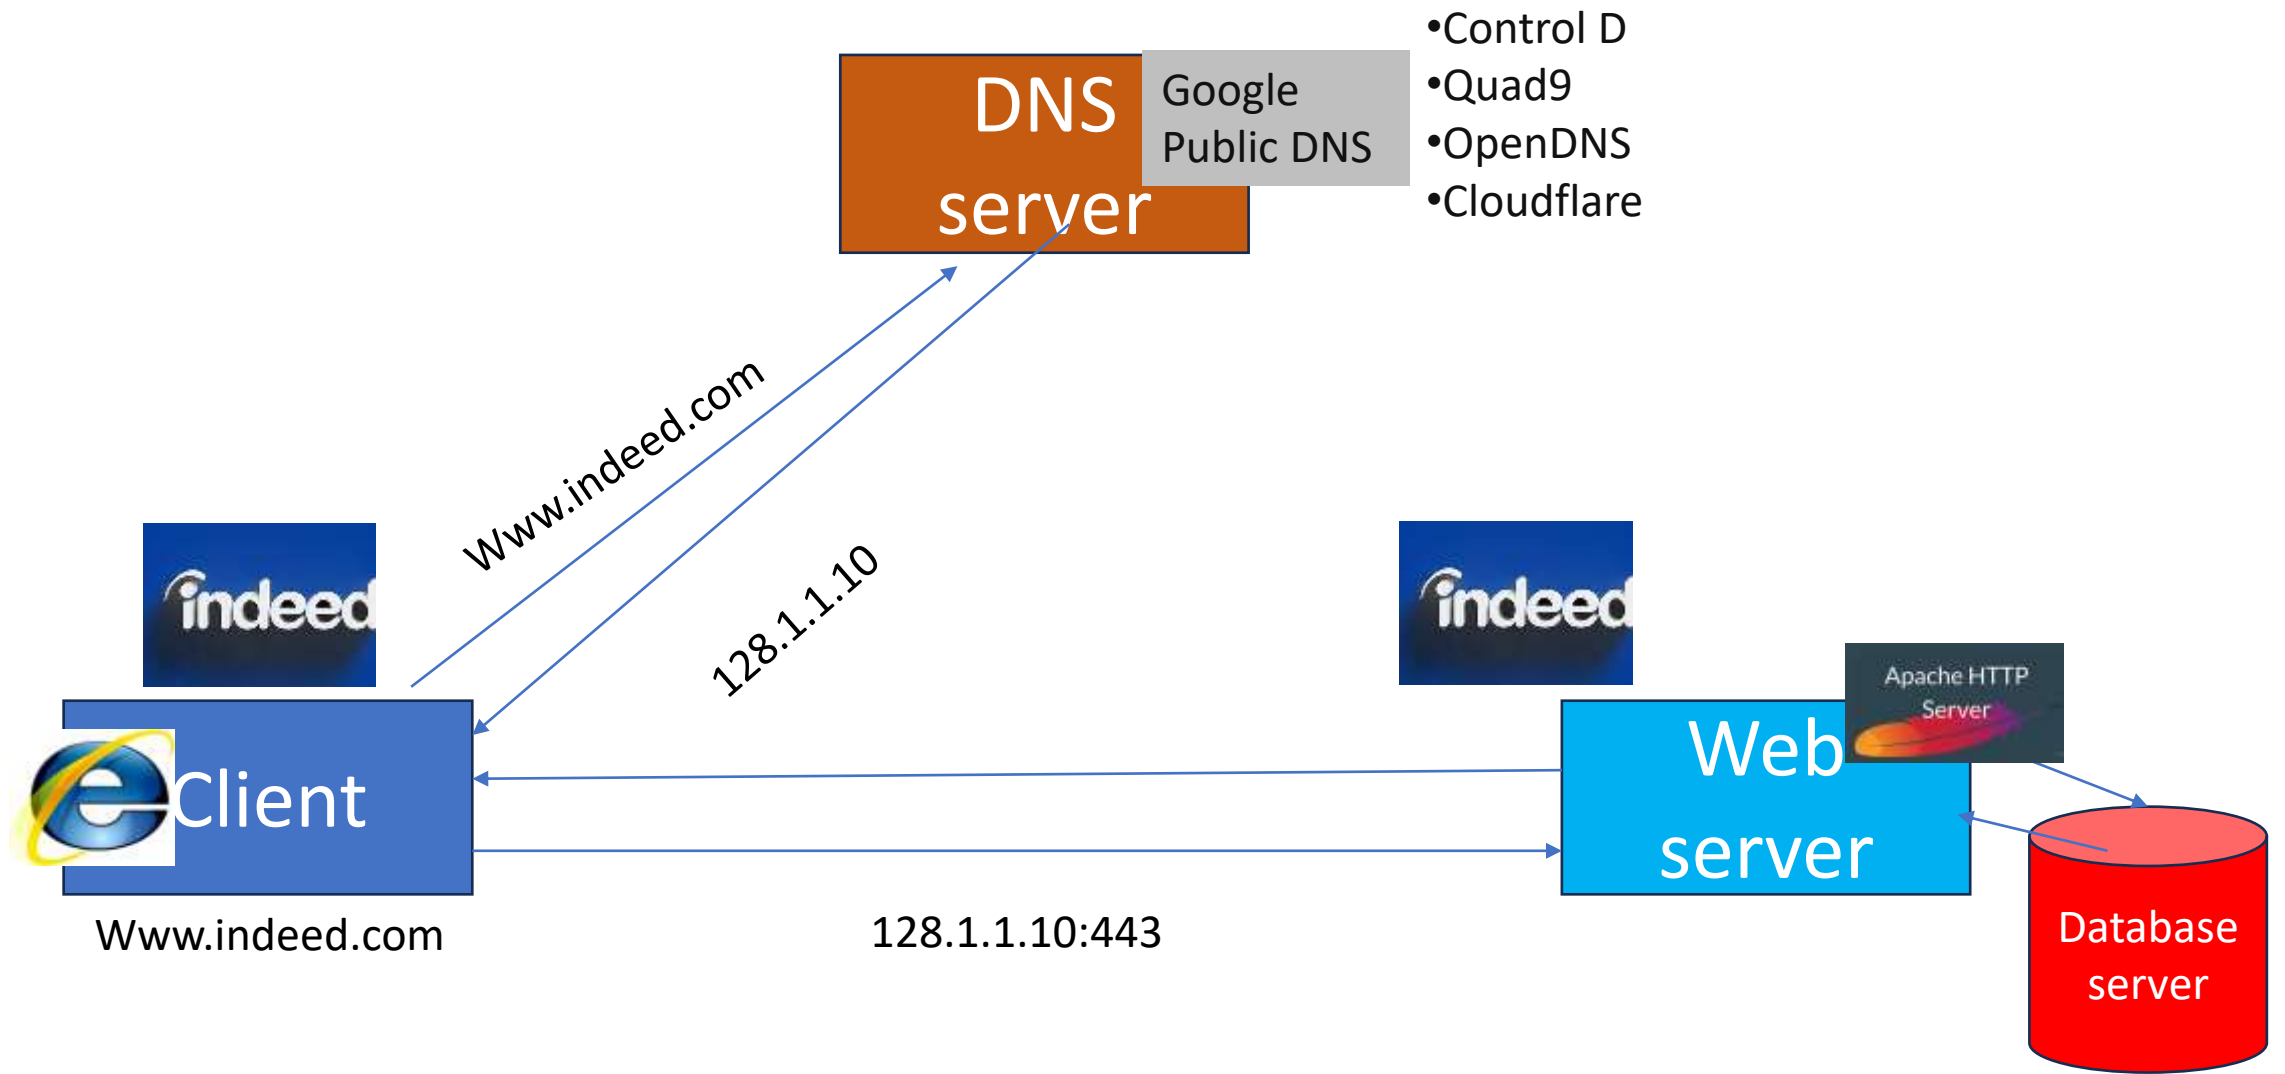 •Control D
•Quad9
•OpenDNS
•Cloudflare
DNS
server
Google
Public DNS
Www.indeed.com
128.1.1.10
indeed
indeed
Apache HTTP
Server
Client
Web
server
Www.indeed.com
128.1.1.10:443
Database
server